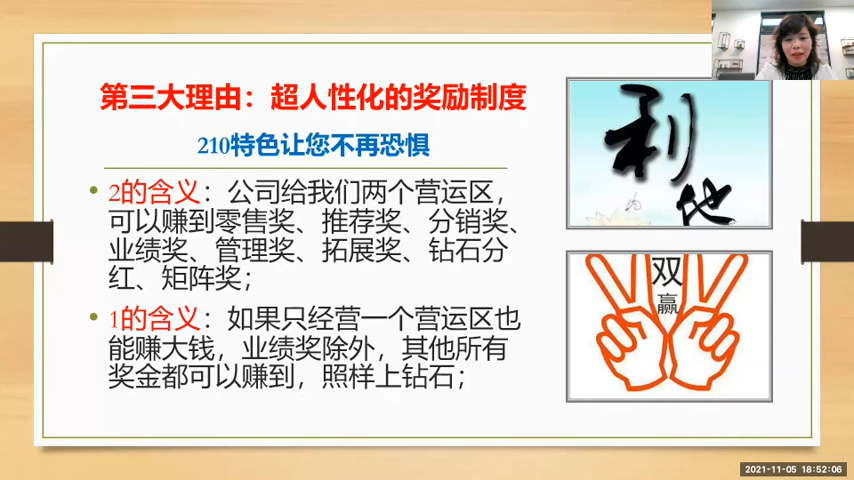 第三大理由：超人性化的奖励制度
210特色让您不再恐惧
2的含义：公司给我们两个营运区，
可以赚到零售奖、推荐奖、分销奖、
业绩奖、管理奖、拓展奖、钻石分
红、矩阵奖；
1的含义：如果只经营一个营运区也
能赚大钱，业绩奖除外，其他所有
奖金都可以赚到，照样上钻石；
利
他
双
赢
2021-11-05 18:52:06